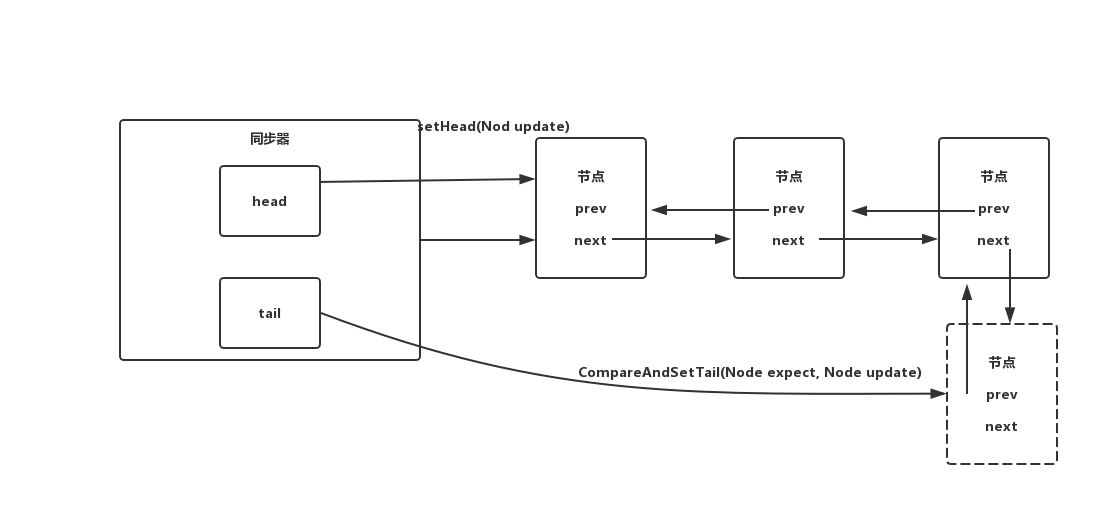 同步器
head
tail
setHead(Nod update)
节点
prev
next
节点
prev
next
节点
prev
next
CompareAndSetTail(Node expect, Node update)
节点
prev
next